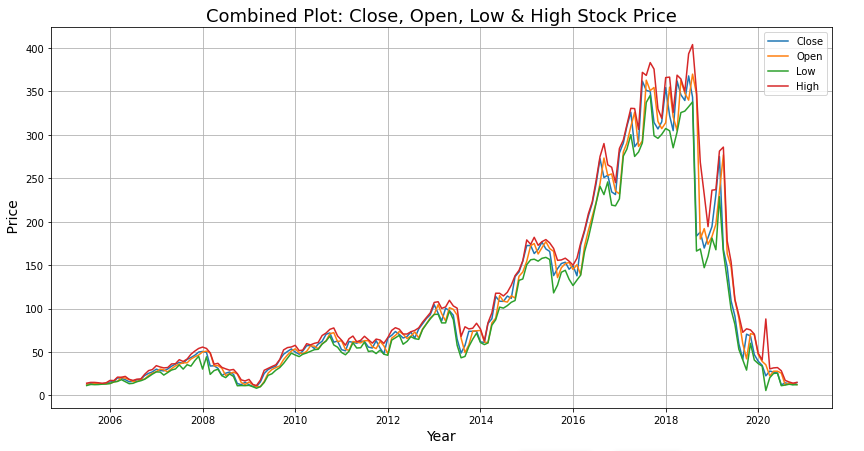 Combined Plot: Close, Open, Low & High Stock Price
Close
Open
Low
High
400
350
300
250
200
150
100
50
0
Price
2006
2008
2010
2012
2014
2016
2018
2020
Year